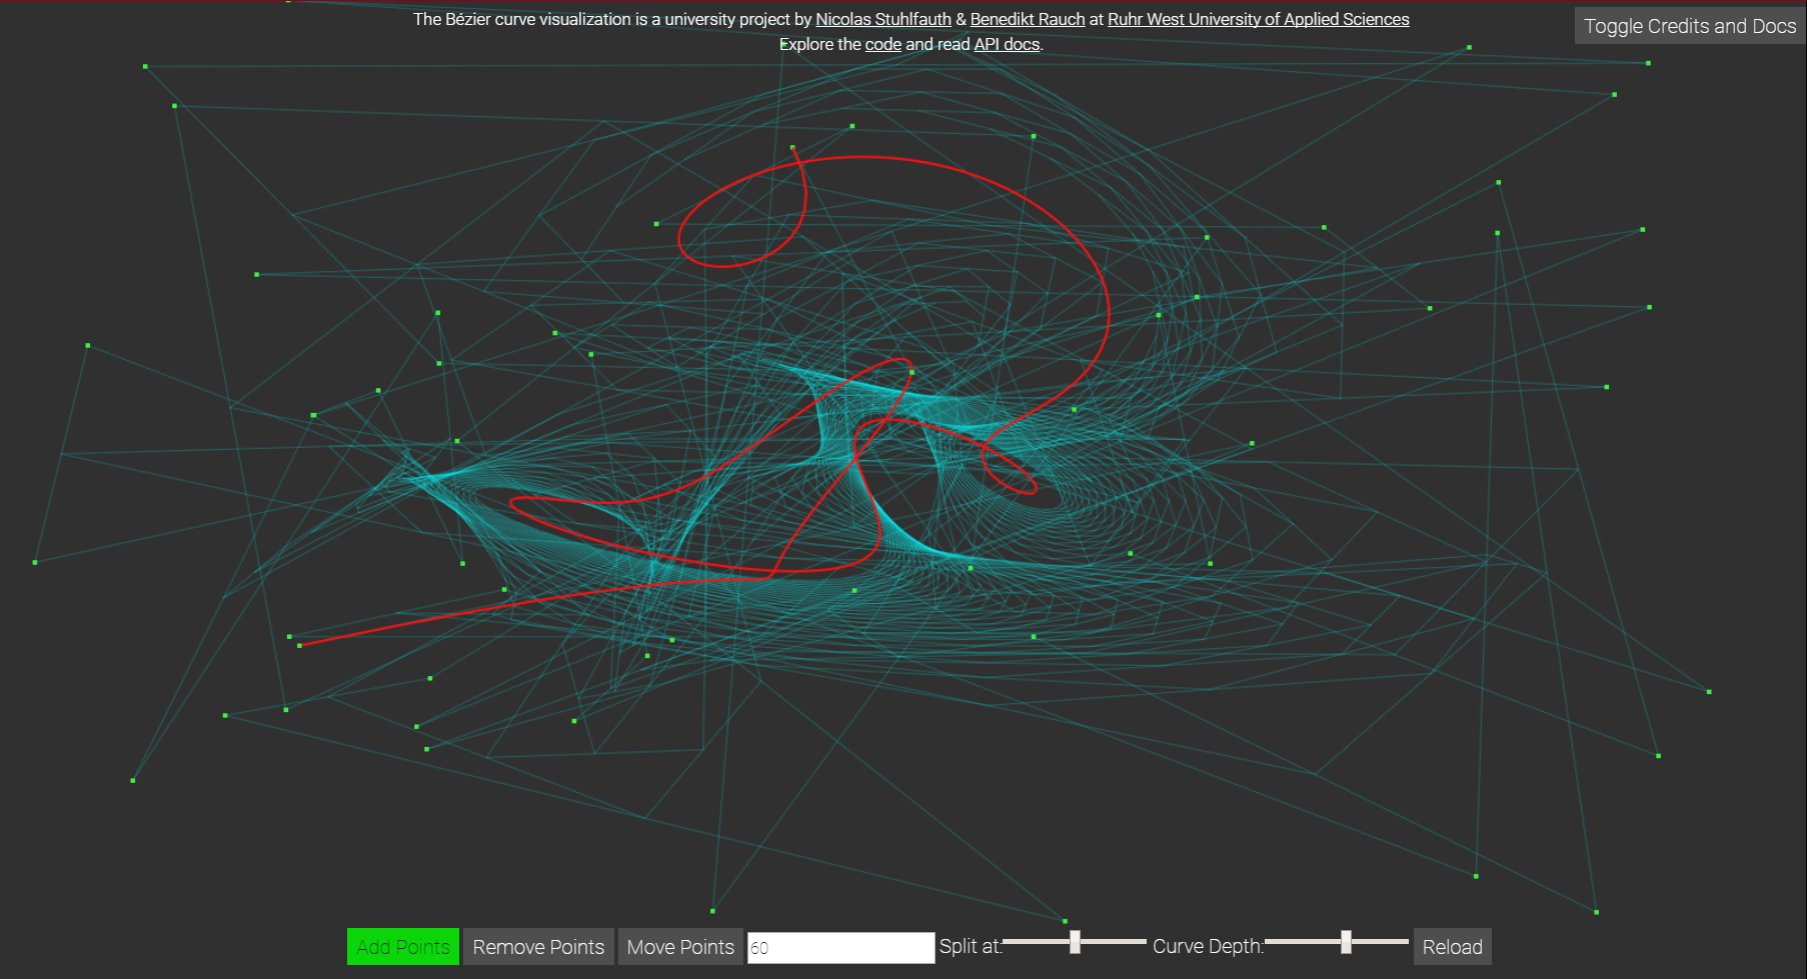 The Bézier curve visualization is a university project by Nicolas Stuhlfauth & Benedikt Rauch at Ruhr West University of Applied Sciences
Explore the code and read API docs.
Toggle Credits and Docs
Add Points Remove Points Move Points 60 Split at: Curve Depth: Reload